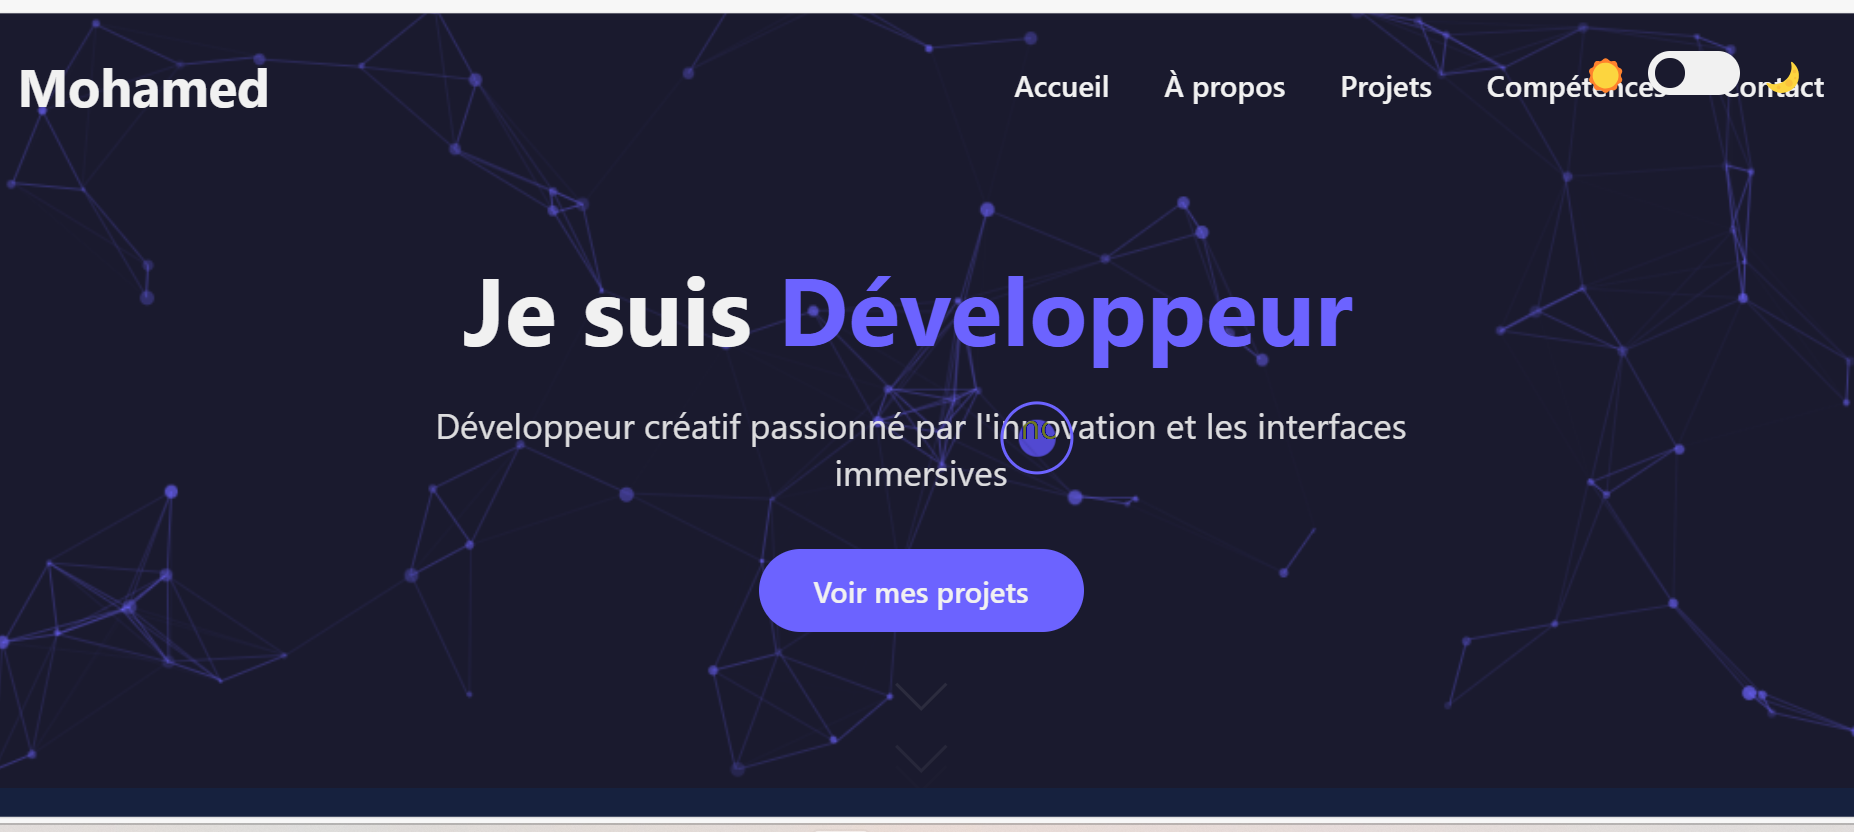 Mohamed
Accueil À propos Projets Compétences Contact
Je suis Développeur
Développeur créatif passionné par l'innovation et les interfaces
immersives
Voir mes projets